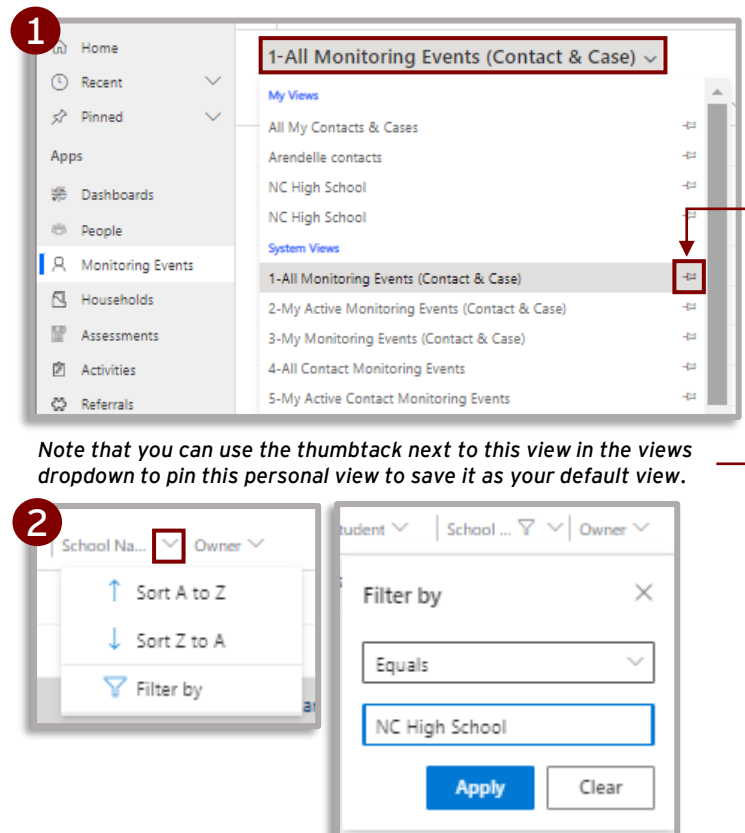 1
Home
Recent
Pinned
Apps
Dashboards
People
Monitoring Events
Households
Assessments
Activities
Referrals
1-All Monitoring Events (Contact & Case)
My Views
All My Contacts & Cases
Arendelle contacts
NC High School
NC High School
System Views
1-All Monitoring Events (Contact & Case)
2-My Active Monitoring Events (Contact & Case)
3-My Monitoring Events (Contact & Case)
4-All Contact Monitoring Events
5-My Active Contact Monitoring Events
Note that you can use the thumbtack next to this view in the views
dropdown to pin this personal view to save it as your default view.
2
School Na... Owner
Sort A to Z
Sort Z to A
Filter by
tudent School ... Owner
Filter by
Equals
NC High School
Apply Clear